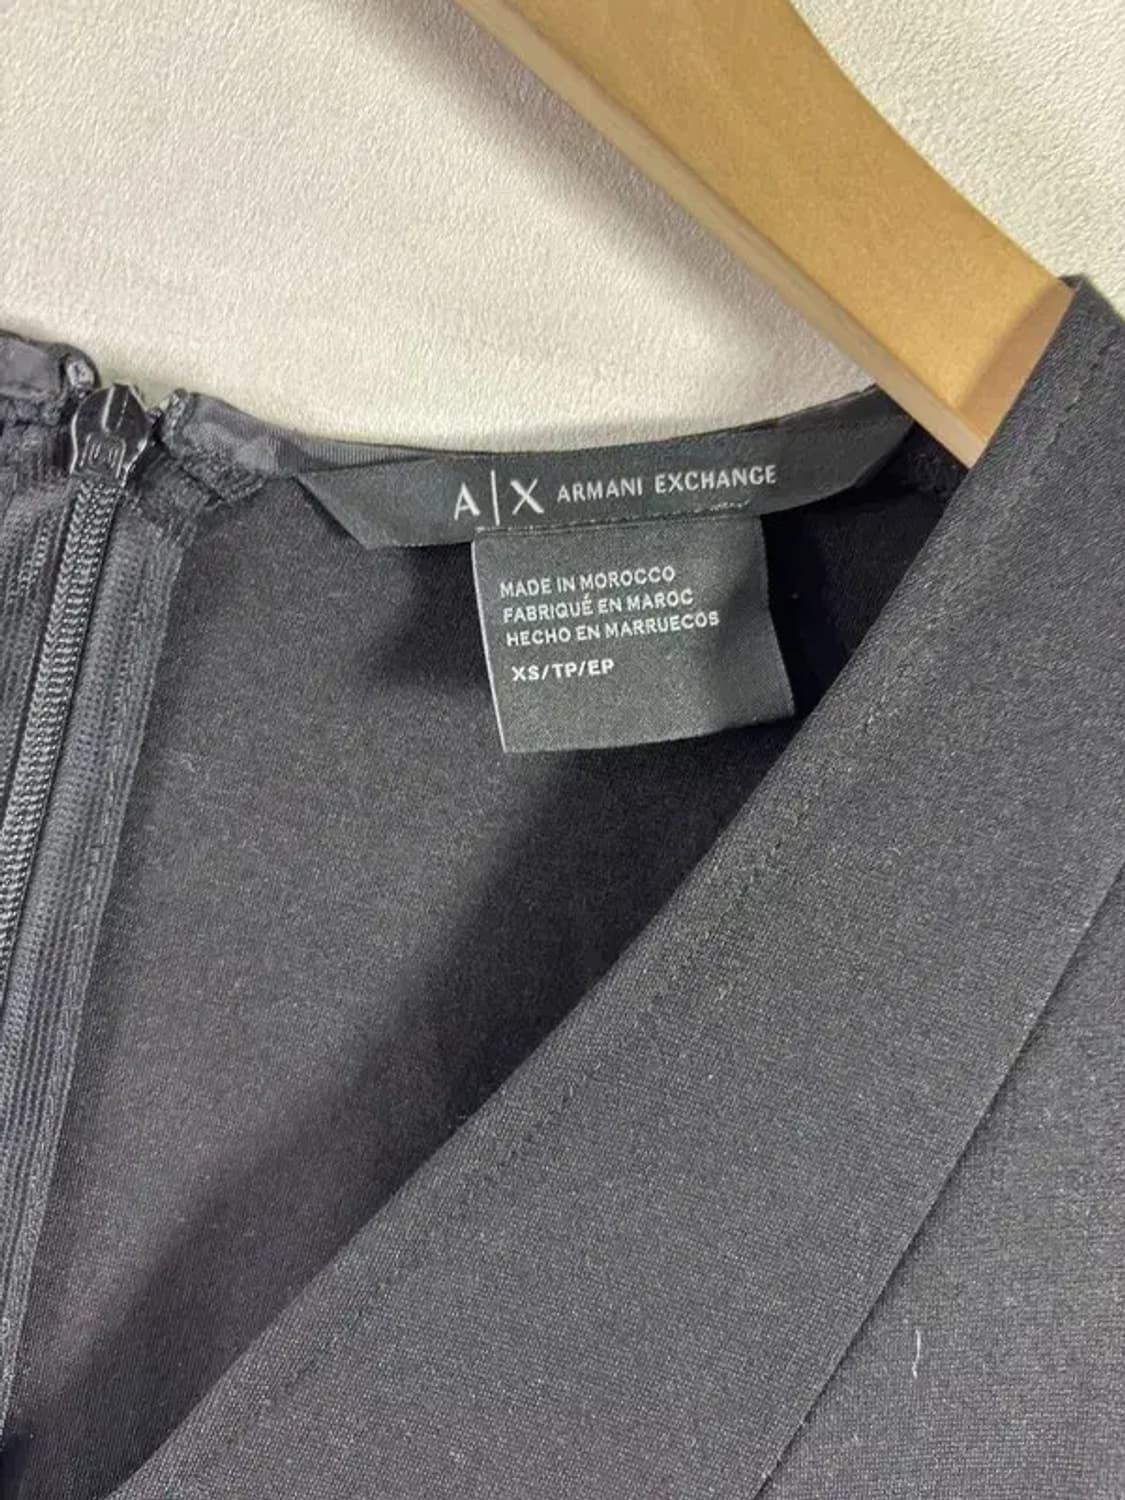 A|X ARMANI EXCHANGE
MADE IN MOROCCO
FABRIQUÉ EN MAROC
HECHO EN MARRUECOS
XS/TP/EP